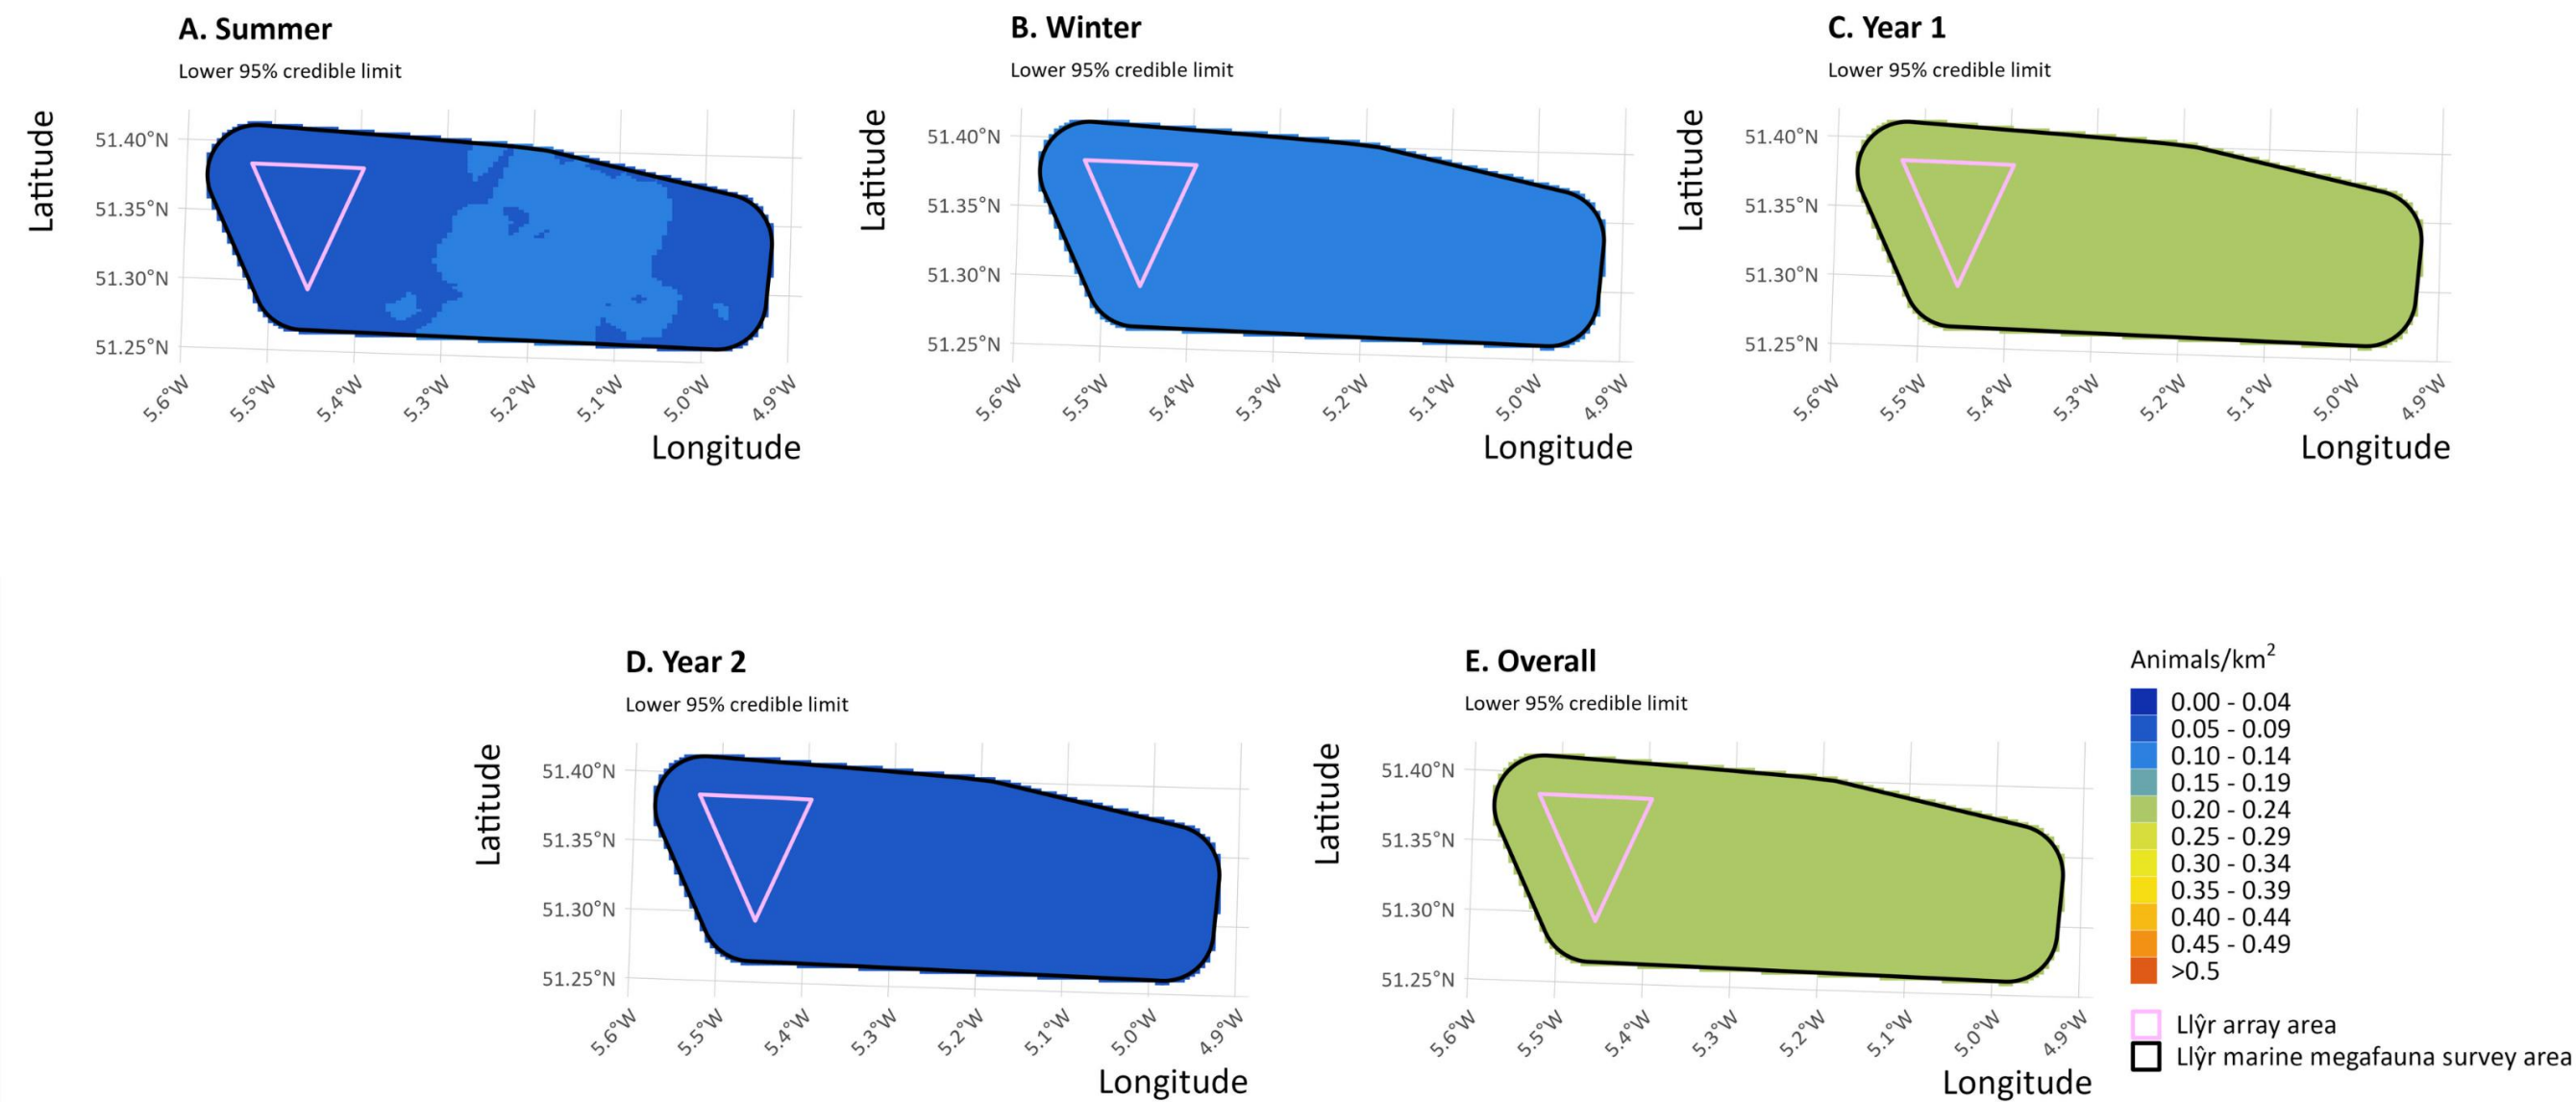 A. Summer
Lower 95% credible limit
Latitude
51.40°N
51.35°N
51.30°N
51.25°N
5.6°W
5.5°W
5.4°W
5.3°W
5.2°W
5.1°W
5.0°W
4.9°W
Longitude
B. Winter
Lower 95% credible limit
Latitude
51.40°N
51.35°N
51.30°N
51.25°N
5.6°W
5.5°W
5.4°W
5.3°W
5.2°W
5.1°W
5.0°W
4.9°W
Longitude
C. Year 1
Lower 95% credible limit
Latitude
51.40°N
51.35°N
51.30°N
51.25°N
5.6°W
5.5°W
5.4°W
5.3°W
5.2°W
5.1°W
5.0°W
4.9°W
Longitude
D. Year 2
Lower 95% credible limit
Latitude
51.40°N
51.35°N
51.30°N
51.25°N
5.6°W
5.5°W
5.4°W
5.3°W
5.2°W
5.1°W
5.0°W
4.9°W
Longitude
E. Overall
Lower 95% credible limit
Latitude
51.40°N
51.35°N
51.30°N
51.25°N
5.6°W
5.5°W
5.4°W
5.3°W
5.2°W
5.1°W
5.0°W
4.9°W
Longitude
Animals/km²
0.00 - 0.04
0.05 - 0.09
0.10 - 0.14
0.15 - 0.19
0.20 - 0.24
0.25 - 0.29
0.30 - 0.34
0.35 - 0.39
0.40 - 0.44
0.45 - 0.49
>0.5
Llŷr array area
Llŷr marine megafauna survey area